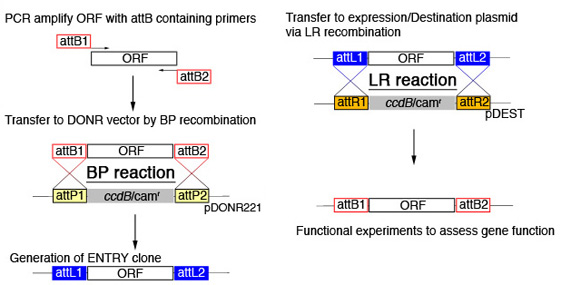 PCR amplify ORF with attB containing primers
attB1
ORF
attB2
Transfer to DONR vector by BP recombination
attB1 ORF attB2
BP reaction
attP1 ccdB/camʳ attP2
pDONR221
Generation of ENTRY clone
attL1 ORF attL2
Transfer to expression/Destination plasmid
via LR recombination
attL1 ORF attL2
LR reaction
attR1 ccdB/camʳ attR2
pDEST
attB1 ORF attB2
Functional experiments to assess gene function